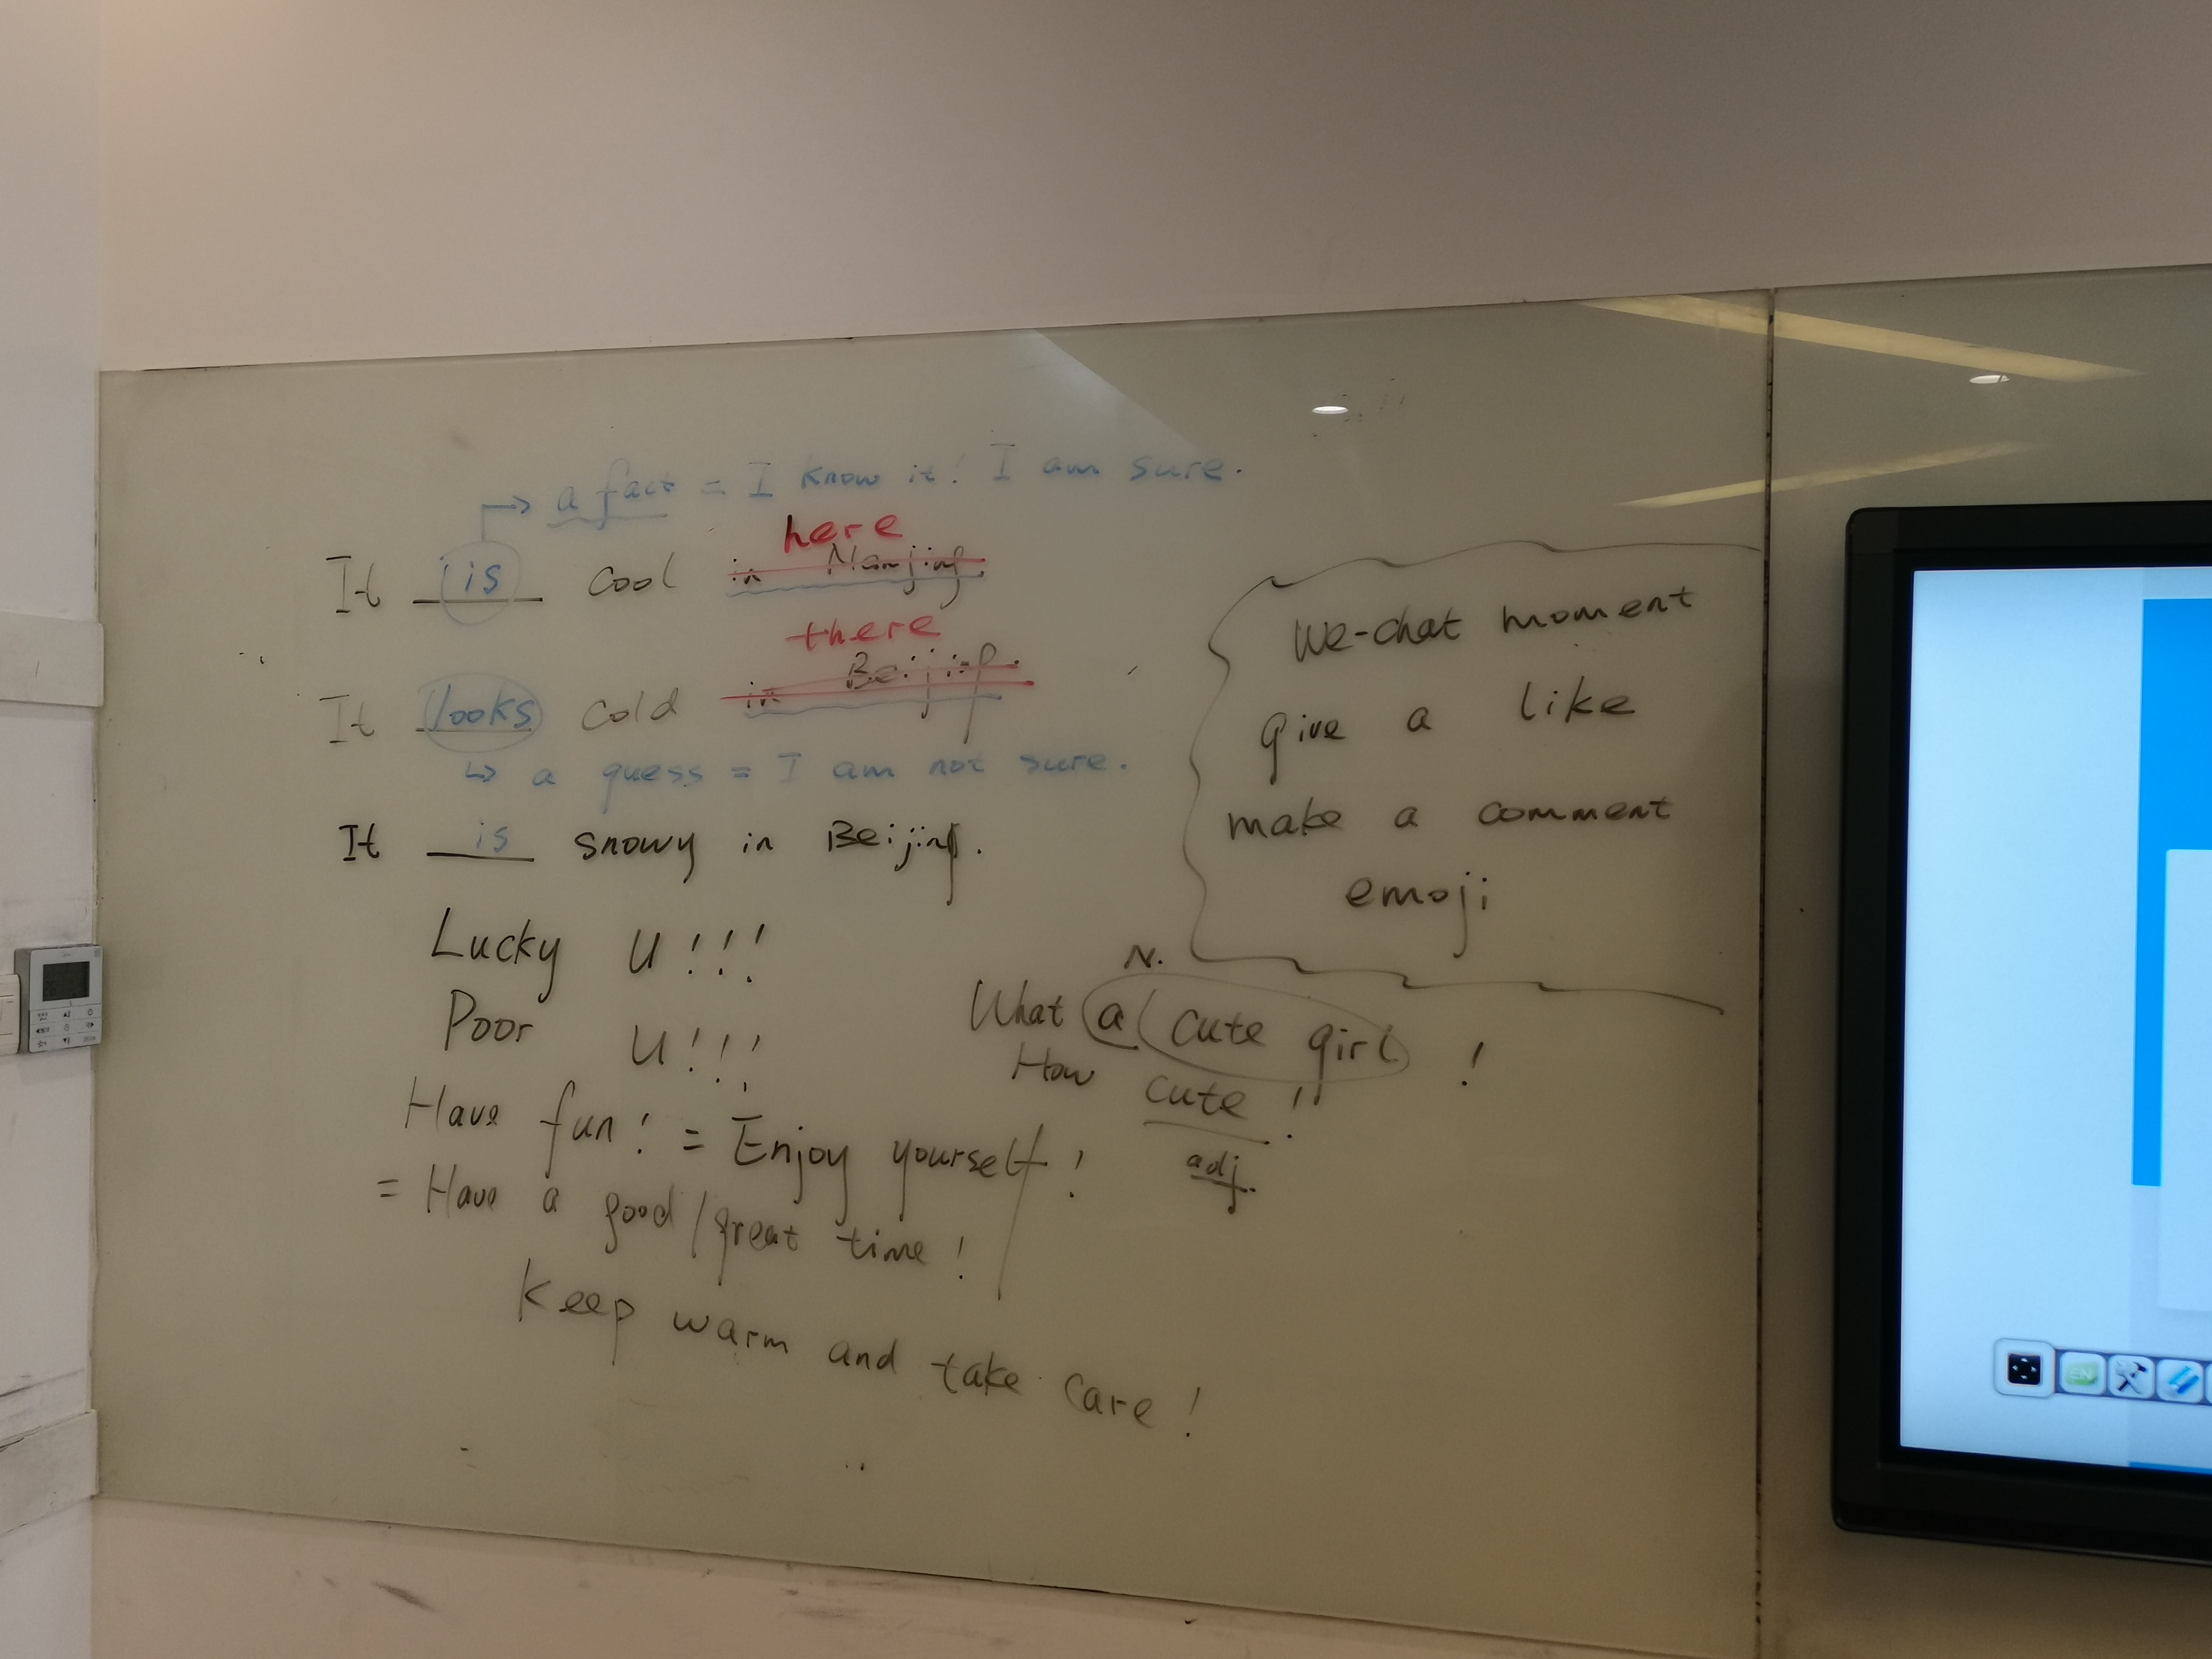 a fact = I know it! I am sure.
here
It is cool in Nanjing
there
It looks cold in Beijing.
↳ a guess = I am not sure.
It is snowy in Beijing.
Lucky U!!!
Poor U!!!
Have fun! = Enjoy yourself!
= Have a good/great time!
Keep warm and take care!
We-chat moment
give a like
make a comment
emoji
N.
What a cute girl !
How cute !!
adj.
EN